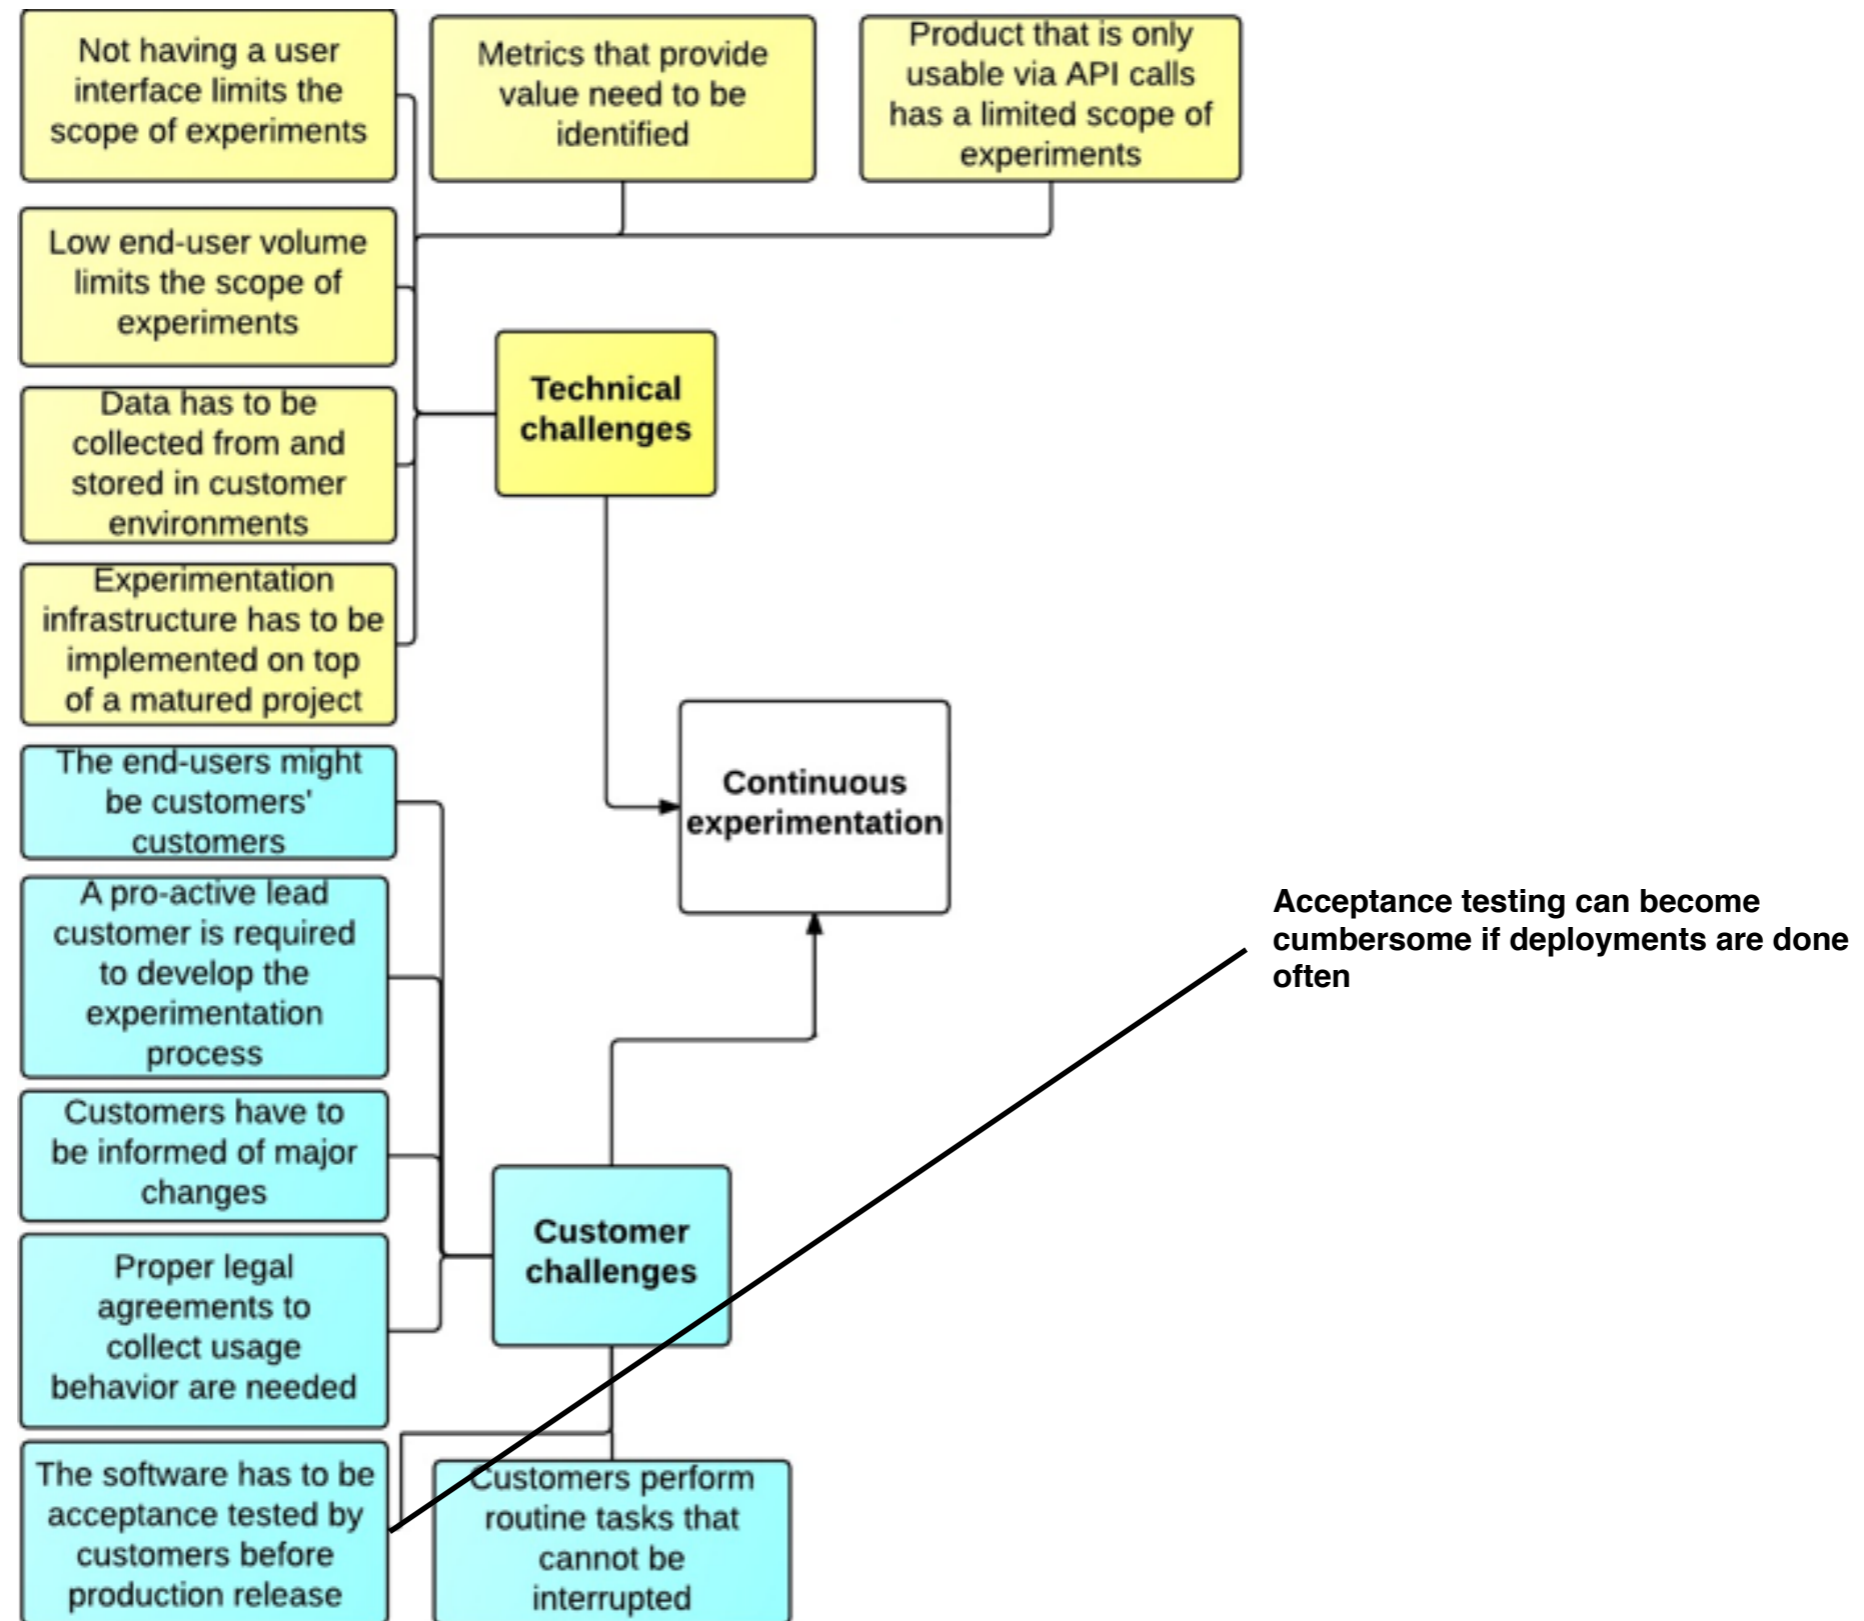 Not having a user
interface limits the
scope of experiments
Metrics that provide
value need to be
identified
Product that is only
usable via API calls
has a limited scope of
experiments
Low end-user volume
limits the scope of
experiments
Technical
challenges
Data has to be
collected from and
stored in customer
environments
Experimentation
infrastructure has to be
implemented on top
of a matured project
The end-users might
be customers'
customers
Continuous
experimentation
A pro-active lead
customer is required
to develop the
experimentation
process
Acceptance testing can become
cumbersome if deployments are done
often
Customers have to
be informed of major
changes
Customer
challenges
Proper legal
agreements to
collect usage
behavior are needed
The software has to be
acceptance tested by
customers before
production release
Customers perform
routine tasks that
cannot be
interrupted